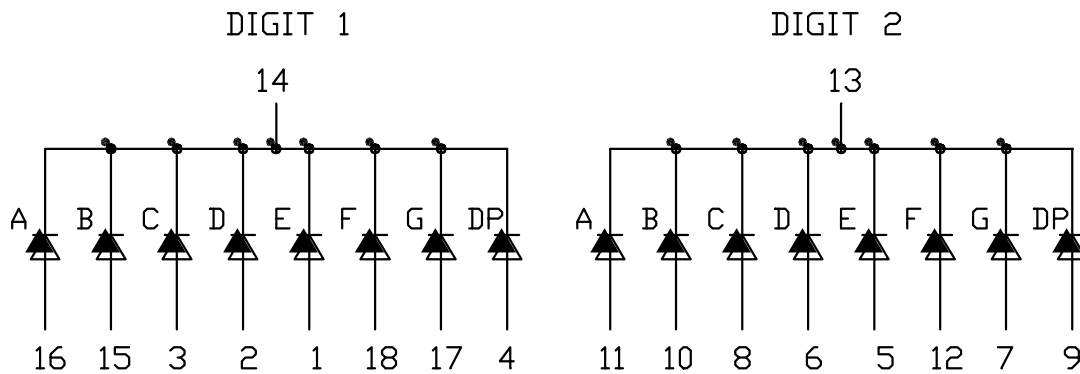 DIGIT 1 DIGIT 2
14 13
A B C D E F G DP A B C D E F G DP
16 15 3 2 1 18 17 4 11 10 8 6 5 12 7 9